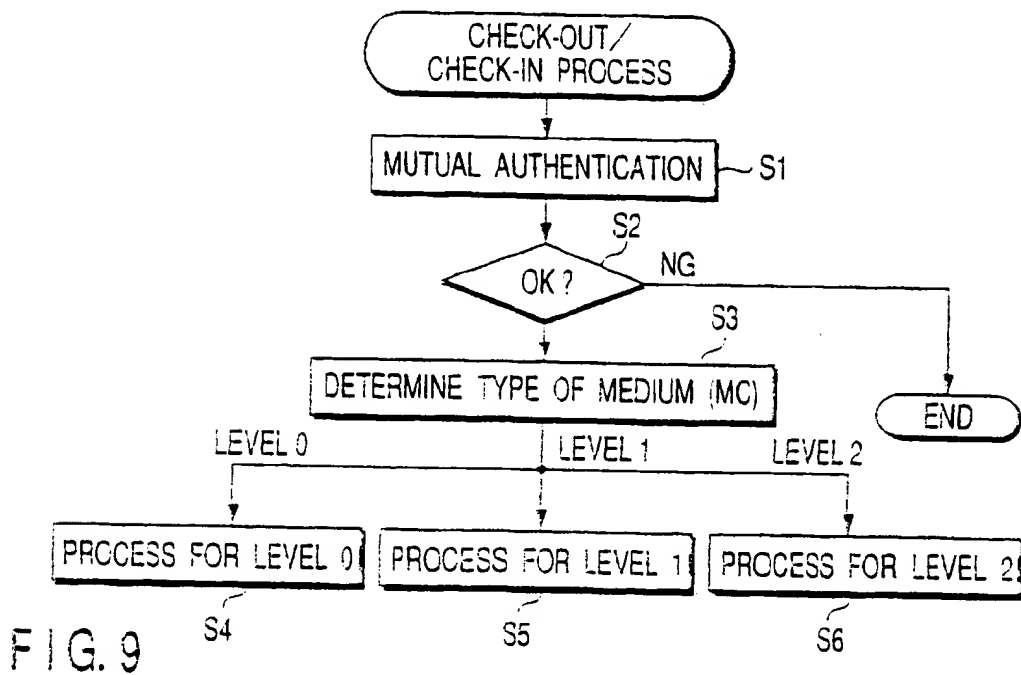 CHECK-OUT/
CHECK-IN PROCESS
MUTUAL AUTHENTICATION
S1
S2
OK?
NG
S3
DETERMINE TYPE OF MEDIUM (MC)
END
LEVEL 0
LEVEL 1
LEVEL 2
PROCESS FOR LEVEL 0
PROCESS FOR LEVEL 1
PROCESS FOR LEVEL 2
S4
S5
S6
FIG. 9